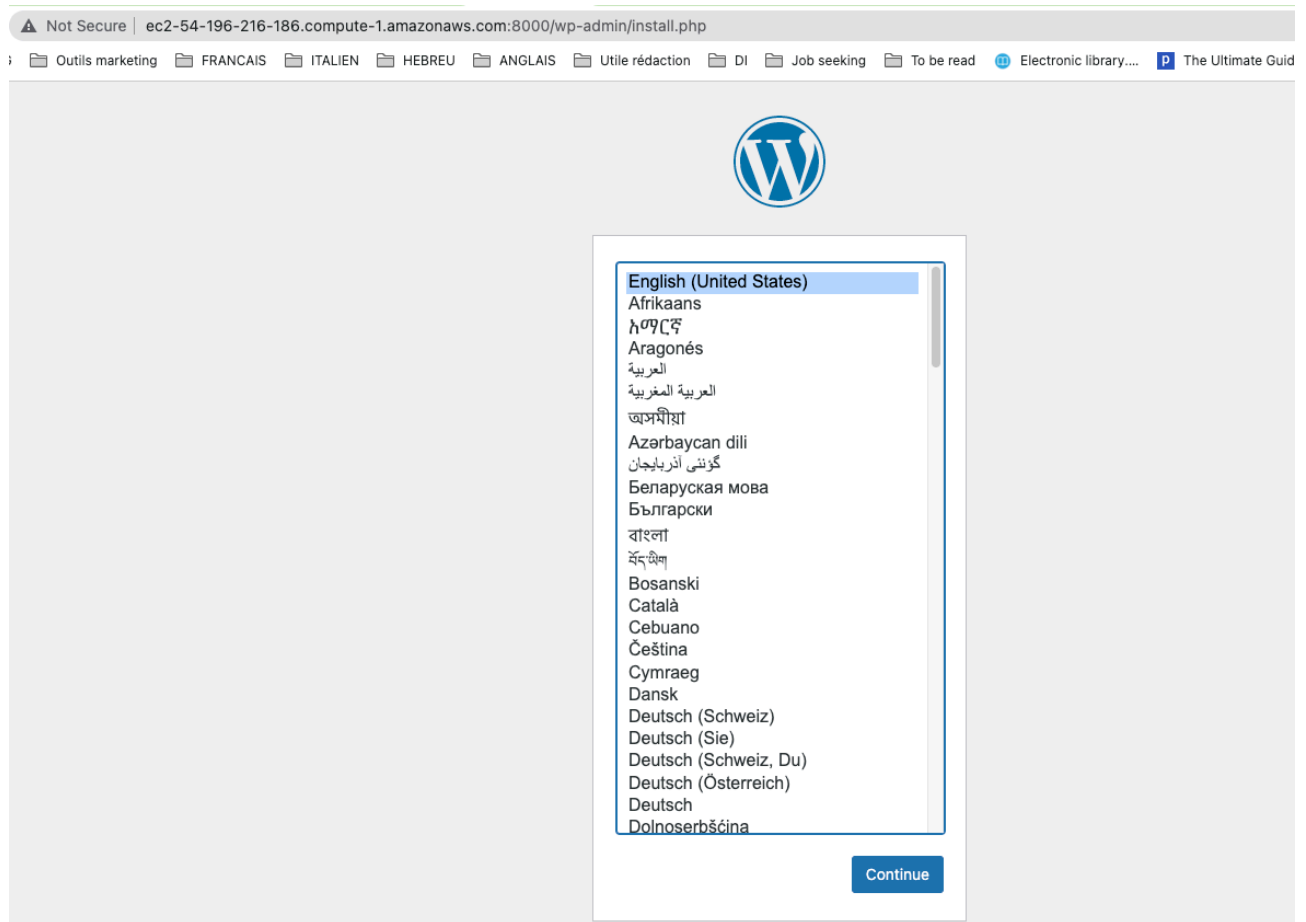 Not Secure ec2-54-196-216-186.compute-1.amazonaws.com:8000/wp-admin/install.php
Outils marketing FRANCAIS ITALIEN HEBREU ANGLAIS Utile rédaction DI Job seeking To be read Electronic library.... The Ultimate Guid
English (United States)
Afrikaans
አማርኛ
Aragonés
العربية
العربية المغربية
অসমীয়া
Azərbaycan dili
گؤنئی آذربایجان
Беларуская мова
Български
বাংলা
བོད་ཡིག
Bosanski
Català
Cebuano
Čeština
Cymraeg
Dansk
Deutsch (Schweiz)
Deutsch (Sie)
Deutsch (Schweiz, Du)
Deutsch (Österreich)
Deutsch
Dolnoserbšćina
Continue